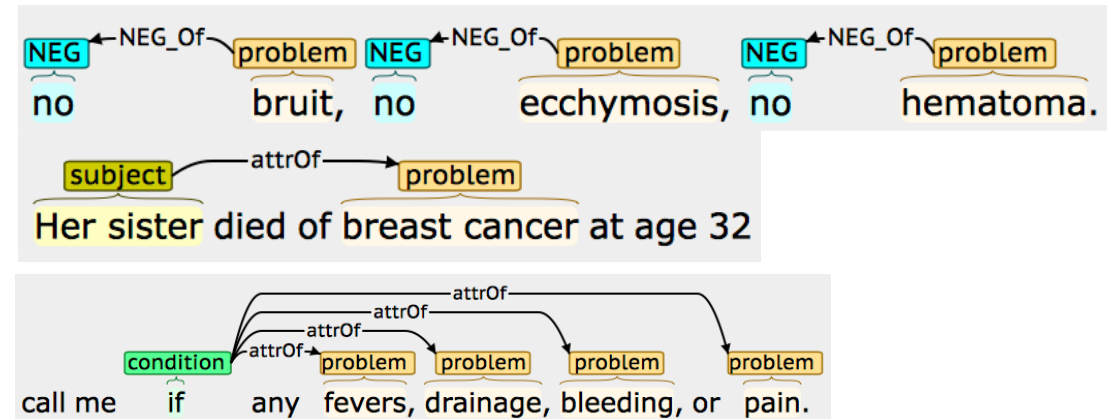 NEG NEG_Of problem NEG NEG_Of problem NEG NEG_Of problem
no bruit, no ecchymosis, no hematoma.
subject attrOf problem
Her sister died of breast cancer at age 32
attrOf
attrOf
attrOf
condition attrOf problem problem problem problem
call me if any fevers, drainage, bleeding, or pain.